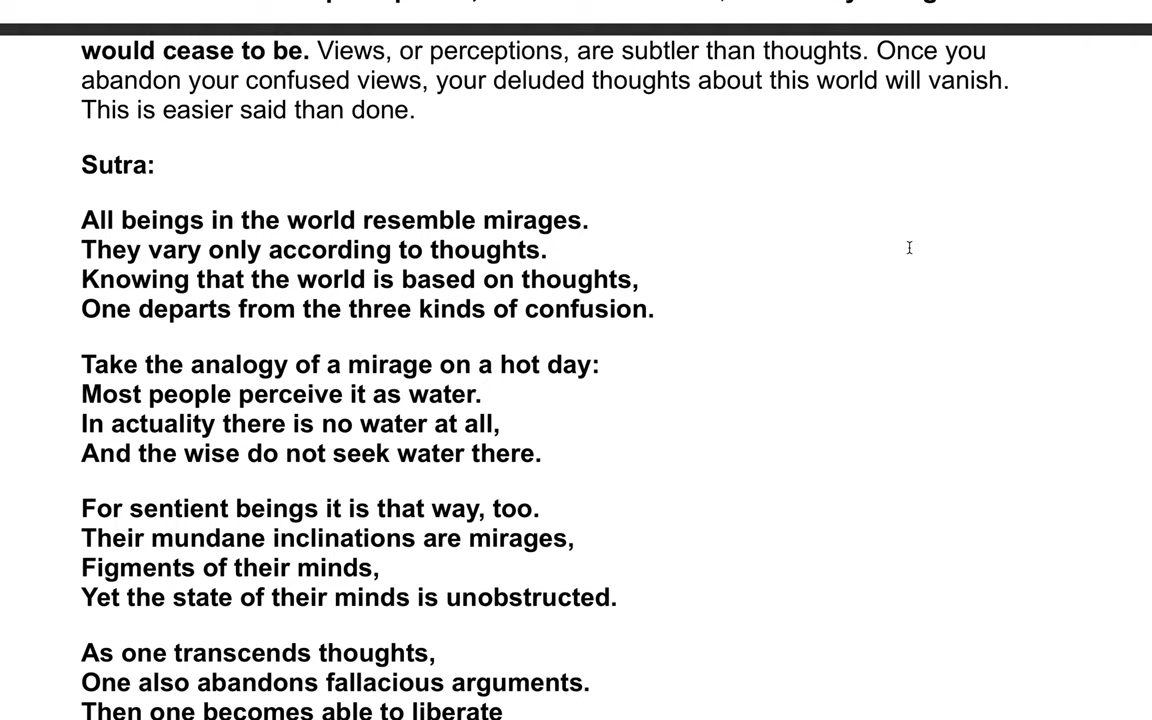 would cease to be. Views, or perceptions, are subtler than thoughts. Once you
abandon your confused views, your deluded thoughts about this world will vanish.
This is easier said than done.
Sutra:
All beings in the world resemble mirages.
They vary only according to thoughts.
Knowing that the world is based on thoughts,
One departs from the three kinds of confusion.
Take the analogy of a mirage on a hot day:
Most people perceive it as water.
In actuality there is no water at all,
And the wise do not seek water there.
For sentient beings it is that way, too.
Their mundane inclinations are mirages,
Figments of their minds,
Yet the state of their minds is unobstructed.
As one transcends thoughts,
One also abandons fallacious arguments.
Then one becomes able to liberate